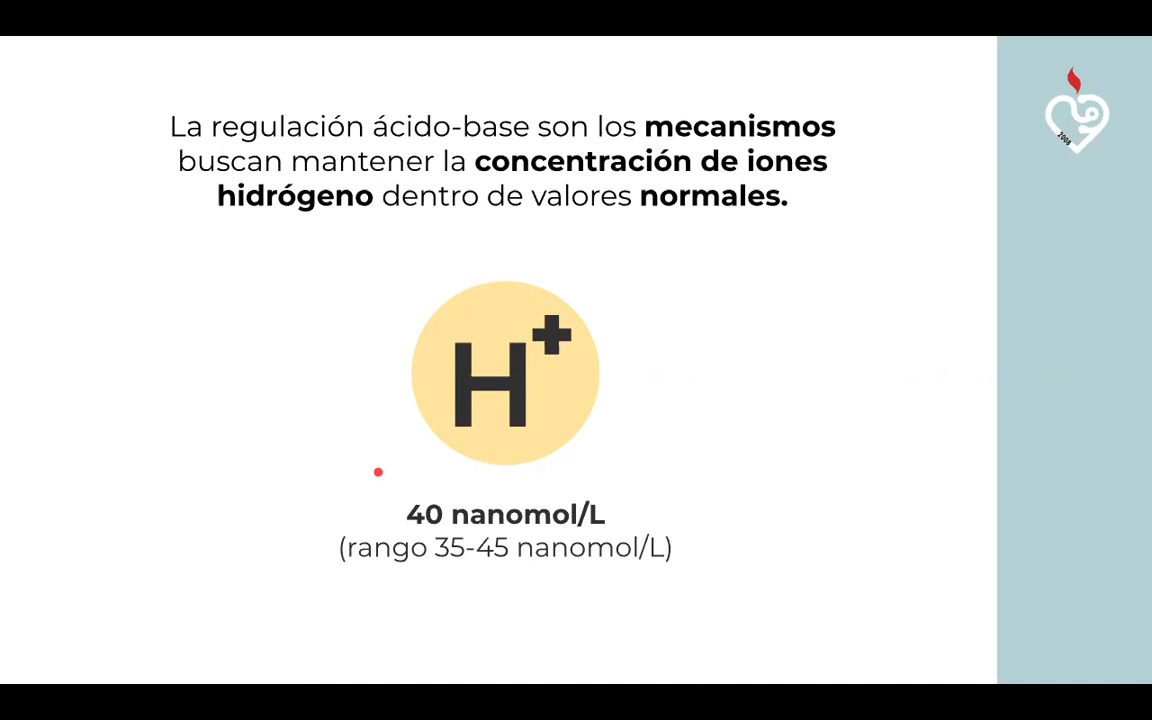 La regulación ácido-base son los mecanismos
buscan mantener la concentración de iones
hidrógeno dentro de valores normales.
H+
40 nanomol/L
(rango 35-45 nanomol/L)
2008